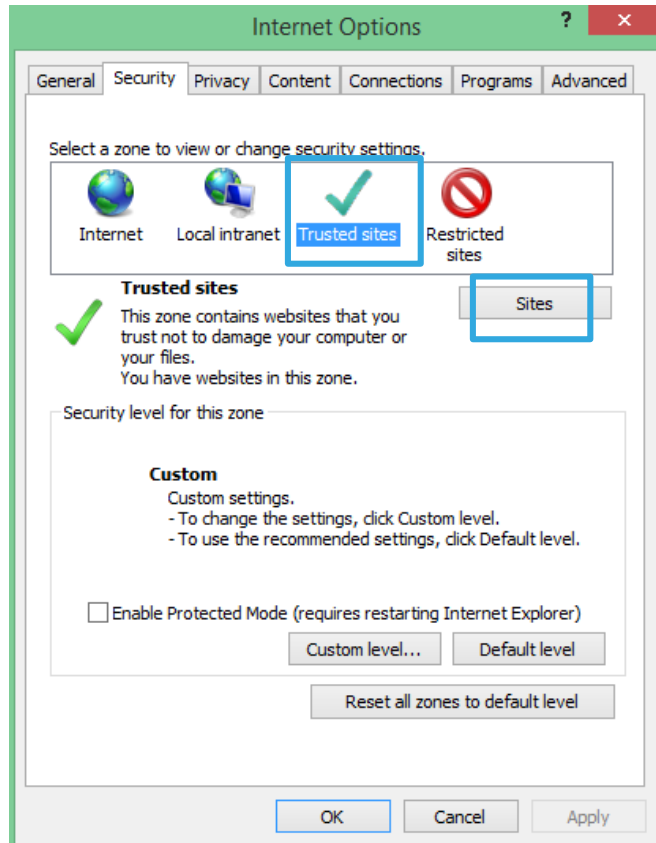 Internet Options
?
General Security Privacy Content Connections Programs Advanced
Select a zone to view or change security settings.
Internet Local intranet Trusted sites Restricted
sites
Trusted sites
Sites
This zone contains websites that you
trust not to damage your computer or
your files.
You have websites in this zone.
Security level for this zone
Custom
Custom settings.
- To change the settings, click Custom level.
- To use the recommended settings, click Default level.
Enable Protected Mode (requires restarting Internet Explorer)
Custom level... Default level
Reset all zones to default level
OK Cancel Apply